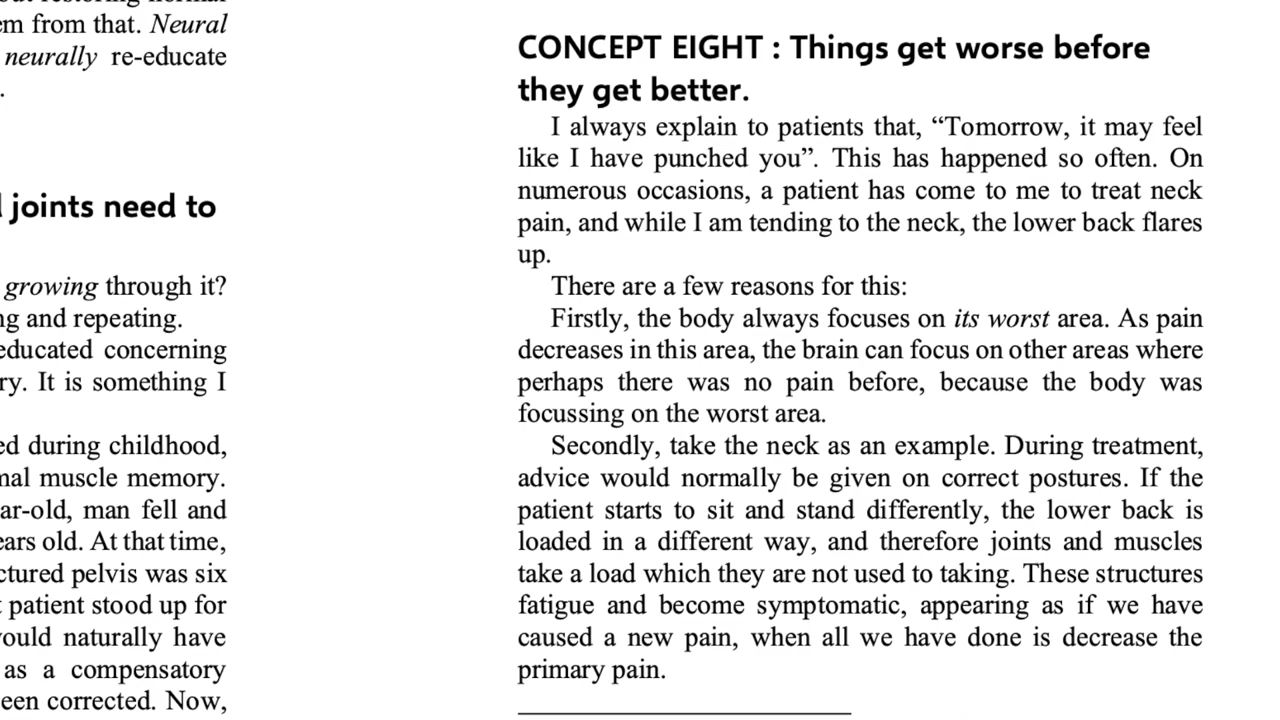 out restoring normal
em from that. Neural
neurally re-educate
.
joints need to
growing through it?
ng and repeating.
educated concerning
ry. It is something I
ed during childhood,
mal muscle memory.
ar-old, man fell and
ears old. At that time,
ctured pelvis was six
t patient stood up for
would naturally have
as a compensatory
een corrected. Now,
CONCEPT EIGHT : Things get worse before
they get better.
I always explain to patients that, “Tomorrow, it may feel
like I have punched you”. This has happened so often. On
numerous occasions, a patient has come to me to treat neck
pain, and while I am tending to the neck, the lower back flares
up.
There are a few reasons for this:
Firstly, the body always focuses on its worst area. As pain
decreases in this area, the brain can focus on other areas where
perhaps there was no pain before, because the body was
focussing on the worst area.
Secondly, take the neck as an example. During treatment,
advice would normally be given on correct postures. If the
patient starts to sit and stand differently, the lower back is
loaded in a different way, and therefore joints and muscles
take a load which they are not used to taking. These structures
fatigue and become symptomatic, appearing as if we have
caused a new pain, when all we have done is decrease the
primary pain.